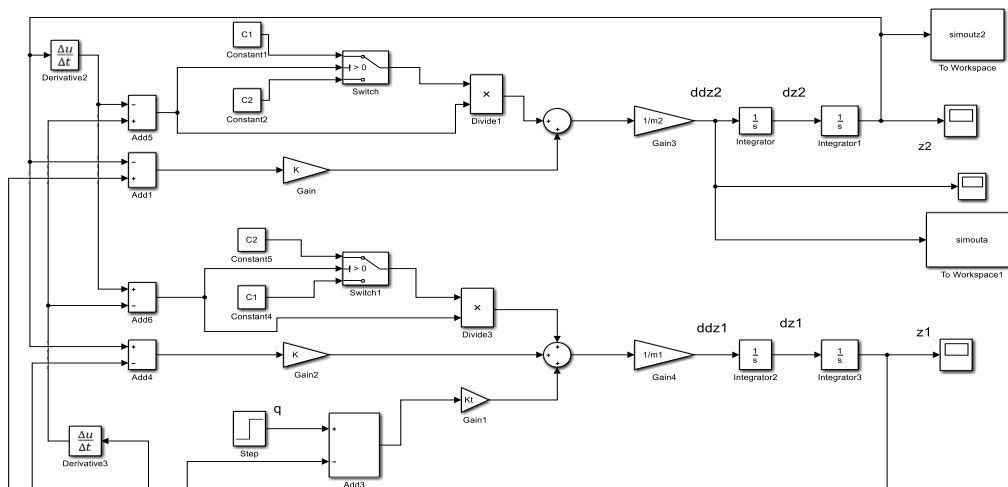 C1
Constant1
simoutz2
To Workspace
Δu
Δt
Derivative2
> 0
Switch
C2
Constant2
×
Divide1
Add5
1/m2
Gain3
ddz2
1
s
Integrator
dz2
1
s
Integrator1
z2
Add1
K
Gain
simouta
To Workspace1
C2
Constant5
> 0
Switch1
C1
Constant4
×
Divide3
Add6
Add4
K
Gain2
1/m1
Gain4
ddz1
1
s
Integrator2
dz1
1
s
Integrator3
z1
Kt
Gain1
q
Step
Δu
Δt
Derivative3
Add3